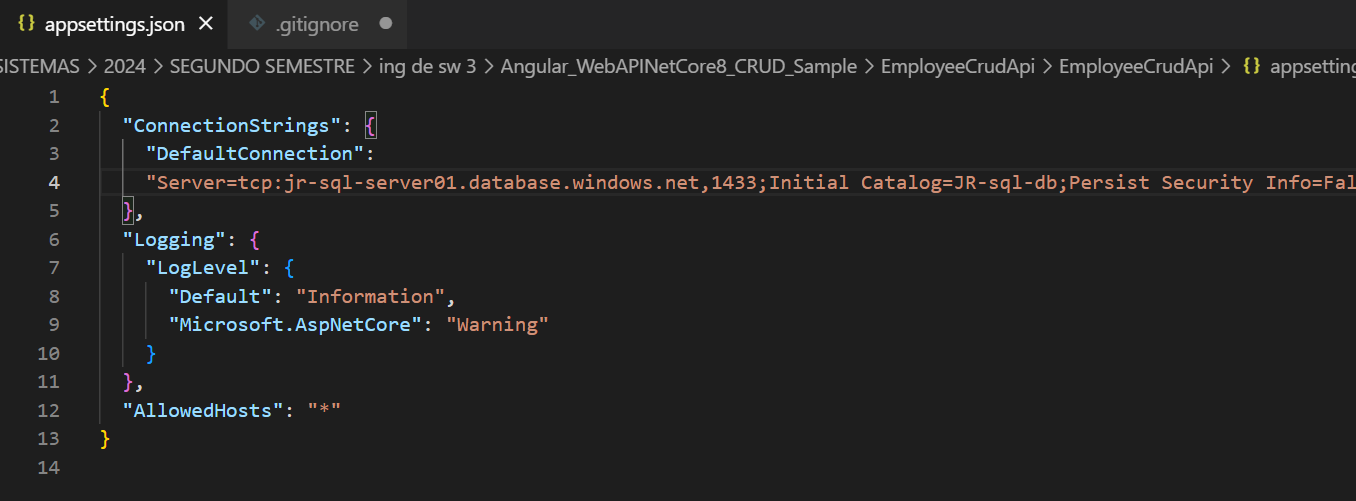 {} appsettings.json × .gitignore
SISTEMAS > 2024 > SEGUNDO SEMESTRE > ing de sw 3 > Angular_WebAPINetCore8_CRUD_Sample > EmployeeCrudApi > EmployeeCrudApi > {} appsetting
1 {
2 "ConnectionStrings": {
3 "DefaultConnection":
4 "Server=tcp:jr-sql-server01.database.windows.net,1433;Initial Catalog=JR-sql-db;Persist Security Info=Fal
5 },
6 "Logging": {
7 "LogLevel": {
8 "Default": "Information",
9 "Microsoft.AspNetCore": "Warning"
10 }
11 },
12 "AllowedHosts": "*"
13 }
14